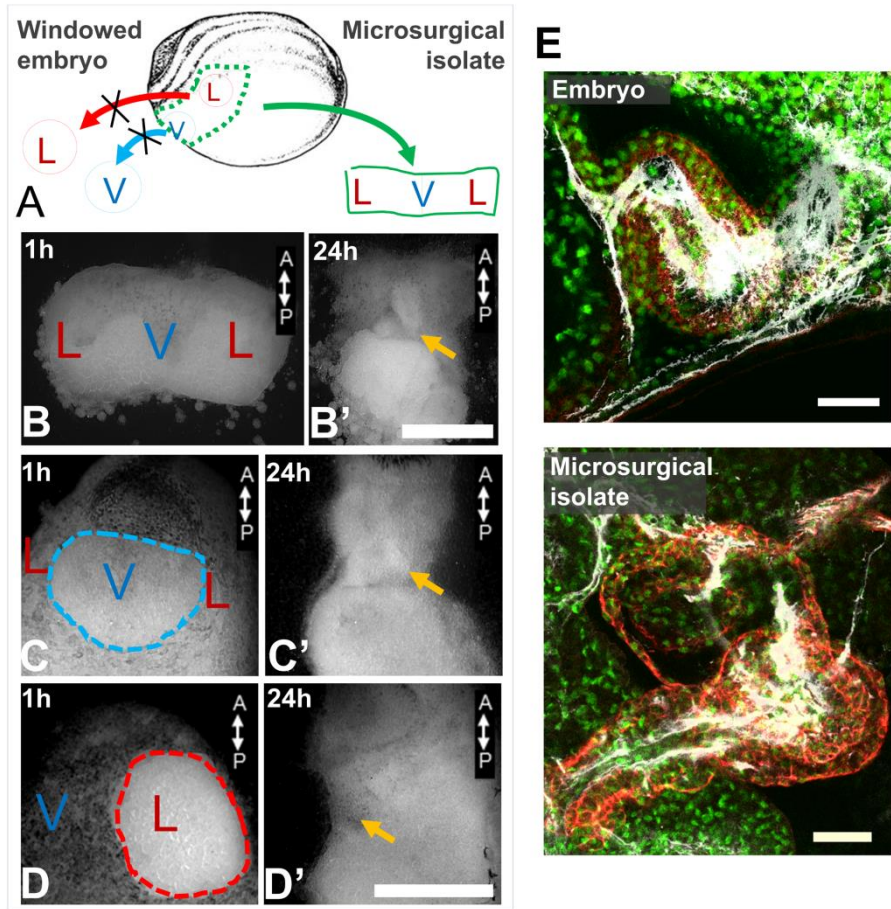 Windowed
embryo
Microsurgical
isolate
L
V
L
V
L V L
A
1h
A
P
L V L
B
24h
A
P
B'
1h
A
P
L V L
C
24h
A
P
C'
1h
A
P
V L
D
24h
A
P
D'
E
Embryo
Microsurgical
isolate